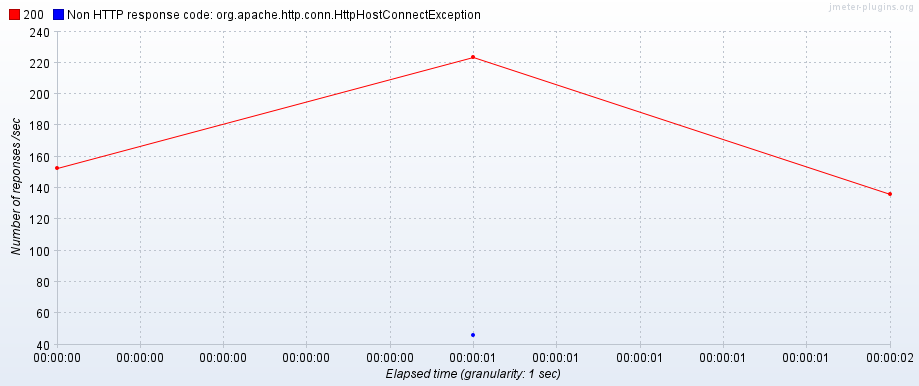 jmeter-plugins.org
200 Non HTTP response code: org.apache.http.conn.HttpHostConnectException
240
220
200
180
160
140
120
100
80
60
40
Number of reponses /sec
00:00:00 00:00:00 00:00:00 00:00:00 00:00:00 00:00:01 00:00:01 00:00:01 00:00:01 00:00:01 00:00:02
Elapsed time (granularity: 1 sec)